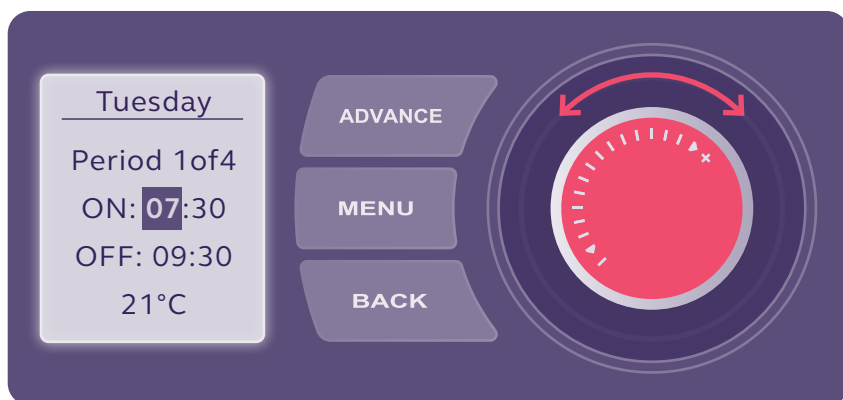 Tuesday
Period 1of4
ON: 07:30
OFF: 09:30
21°C
ADVANCE
MENU
BACK